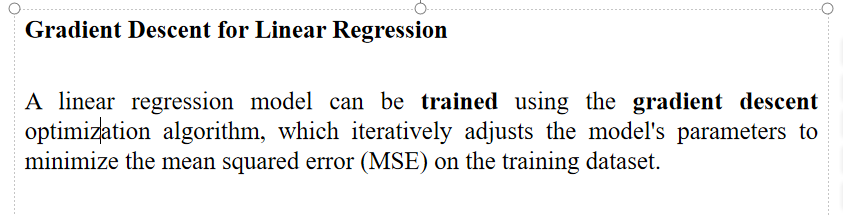 Gradient Descent for Linear Regression
A linear regression model can be trained using the gradient descent
optimization algorithm, which iteratively adjusts the model's parameters to
minimize the mean squared error (MSE) on the training dataset.